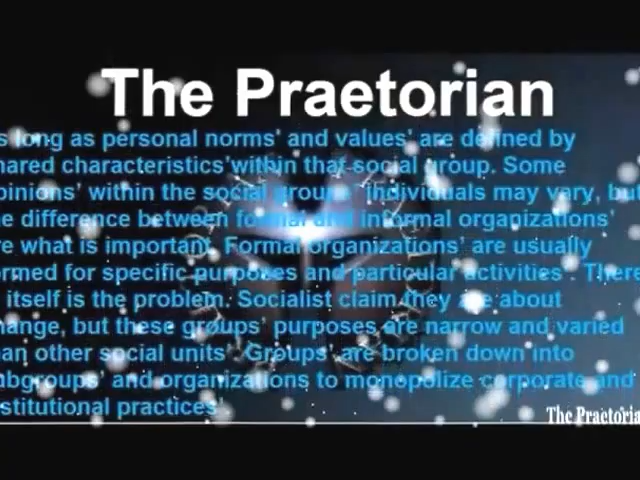 The Praetorian
s long as personal norms' and values' are defined by
hared characteristics'within that social group. Some
pinions' within the social groups' individuals may vary, but
e difference between formal and informal organizations'
re what is important. Formal organizations' are usually
ormed for specific purposes and particular activities'. There
itself is the problem. Socialist claim they are about
hange, but these groups' purposes are narrow and varied
han other social units'. Groups' are broken down into
ubgroups' and organizations to monopolize corporate and
stitutional practices'
The Praetoria